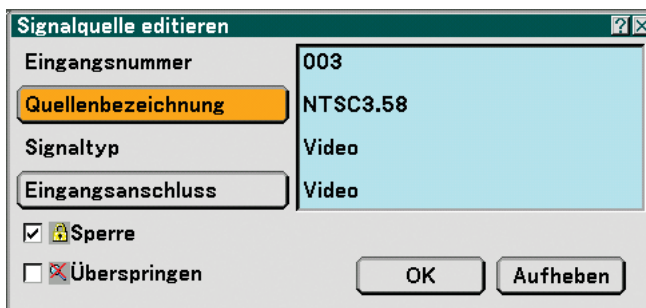 Signalquelle editieren
Eingangsnummer 003
Quellenbezeichnung NTSC3.58
Signaltyp Video
Eingangsanschluss Video
Sperre
Überspringen
OK Aufheben